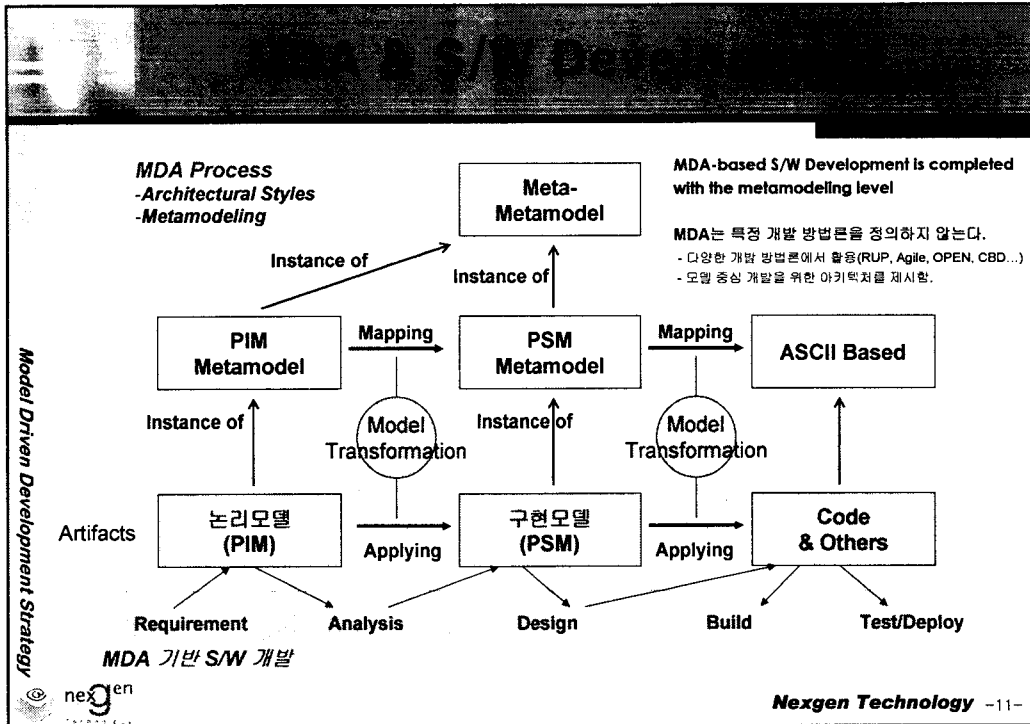 MDA & S/W Development
MDA Process
-Architectural Styles
-Metamodeling
Meta-
Metamodel
MDA-based S/W Development is completed
with the metamodeling level
MDA는 특정 개발 방법론을 정의하지 않는다.
- 다양한 개발 방법론에서 활용(RUP, Agile, OPEN, CBD...)
- 모델 중심 개발을 위한 아키텍처를 제시함.
Instance of
Instance of
PIM
Metamodel
Mapping
PSM
Metamodel
Mapping
ASCII Based
Instance of
Model
Transformation
Instance of
Model
Transformation
Artifacts
논리모델
(PIM)
Applying
구현모델
(PSM)
Applying
Code
& Others
Requirement
Analysis
Design
Build
Test/Deploy
MDA 기반 S/W 개발
Model Driven Development Strategy
nexgen
Nexgen Technology -11-